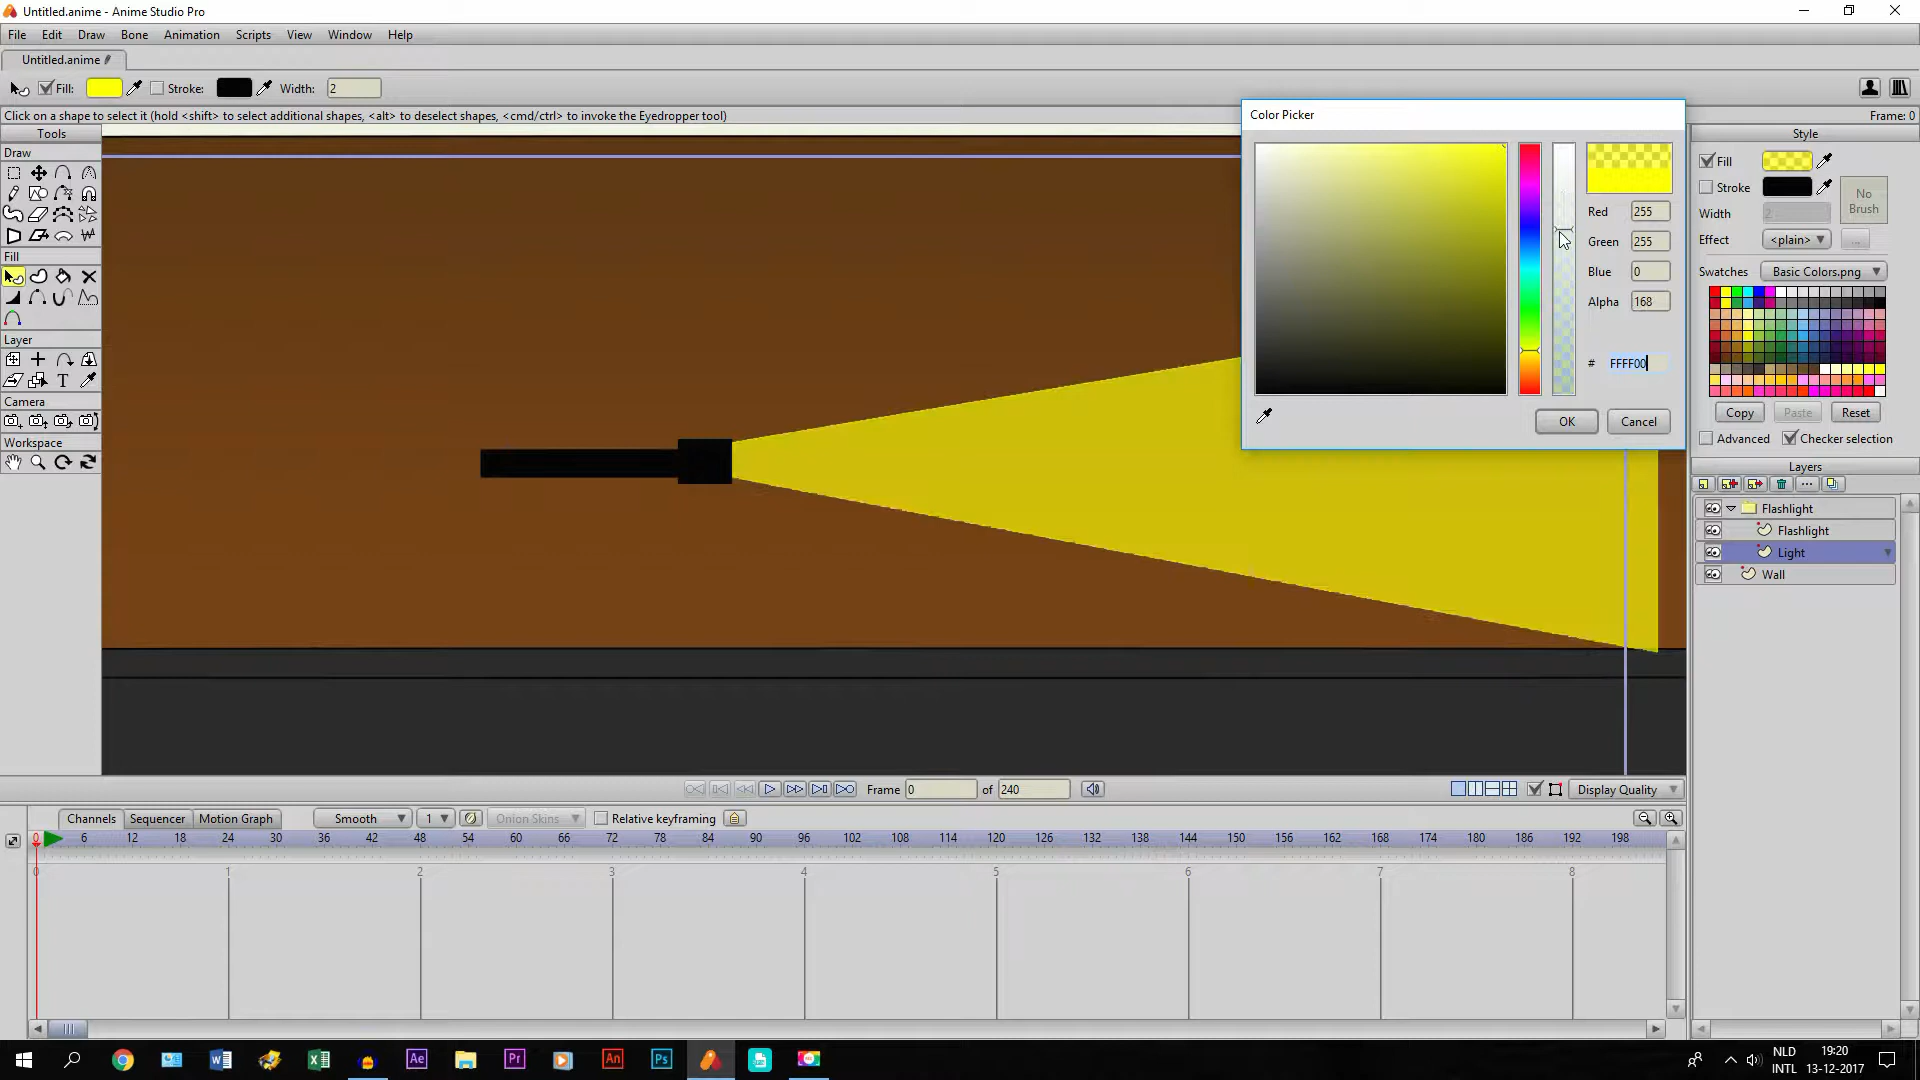 Untitled.anime - Anime Studio Pro
File Edit Draw Bone Animation Scripts View Window Help
Untitled.anime
Fill: Stroke: Width: 2
Click on a shape to select it (hold <shift> to select additional shapes, <alt> to deselect shapes, <cmd/ctrl> to invoke the Eyedropper tool) Frame: 0
Tools
Draw
Fill
Layer
T
Camera
Workspace
Color Picker
Red 255
Green 255
Blue 0
Alpha 168
# FFFF00
OK Cancel
Style
Fill
Stroke
No Brush
Width 2
Effect <plain> ...
Swatches Basic Colors.png
Copy Paste Reset
Advanced Checker selection
Layers
Flashlight
Flashlight
Light
Wall
Frame 0 of 240 Display Quality
Channels Sequencer Motion Graph Smooth 1 Onion Skins Relative keyframing
0 6 12 18 24 30 36 42 48 54 60 66 72 78 84 90 96 102 108 114 120 126 132 138 144 150 156 162 168 174 180 186 192 198
0 1 2 3 4 5 6 7 8
Ae Pr An Ps
NLD 19:20
INTL 13-12-2017